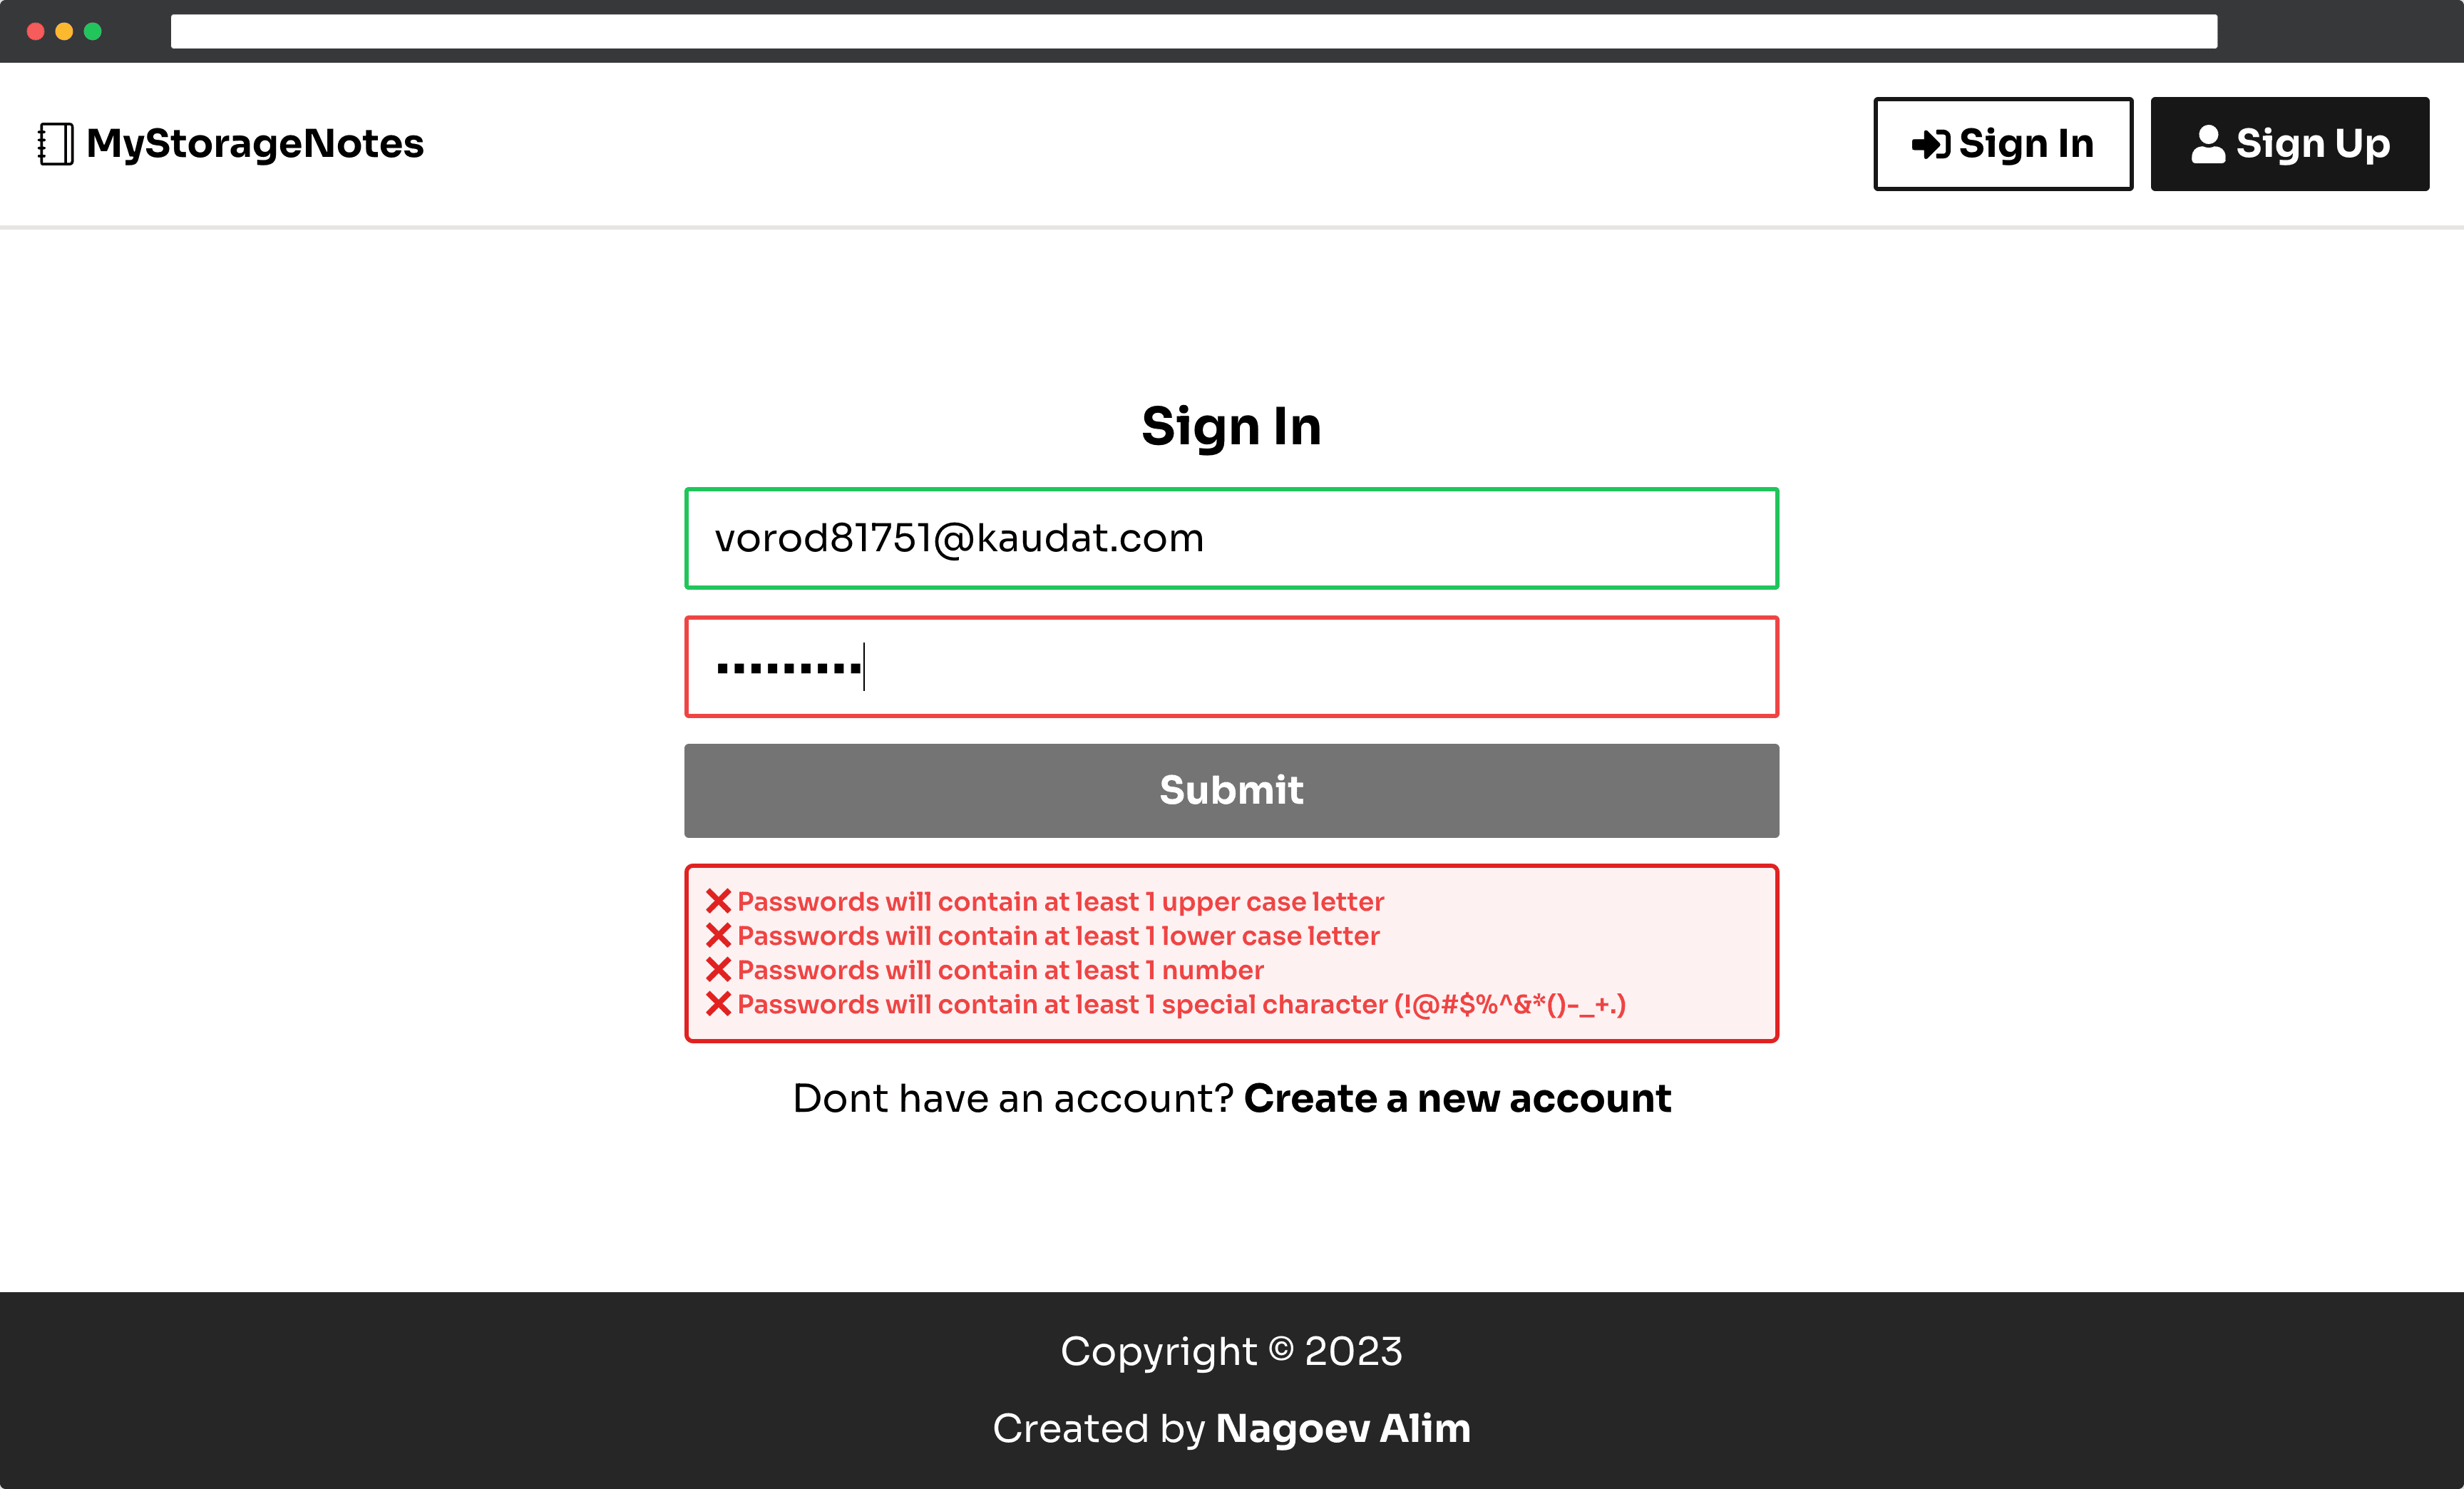 MyStorageNotes
Sign In
Sign Up
Sign In
vorod81751@kaudat.com
Submit
Passwords will contain at least 1 upper case letter
Passwords will contain at least 1 lower case letter
Passwords will contain at least 1 number
Passwords will contain at least 1 special character (!@#$%^&*()-_+.)
Dont have an account? Create a new account
Copyright © 2023
Created by Nagoev Alim